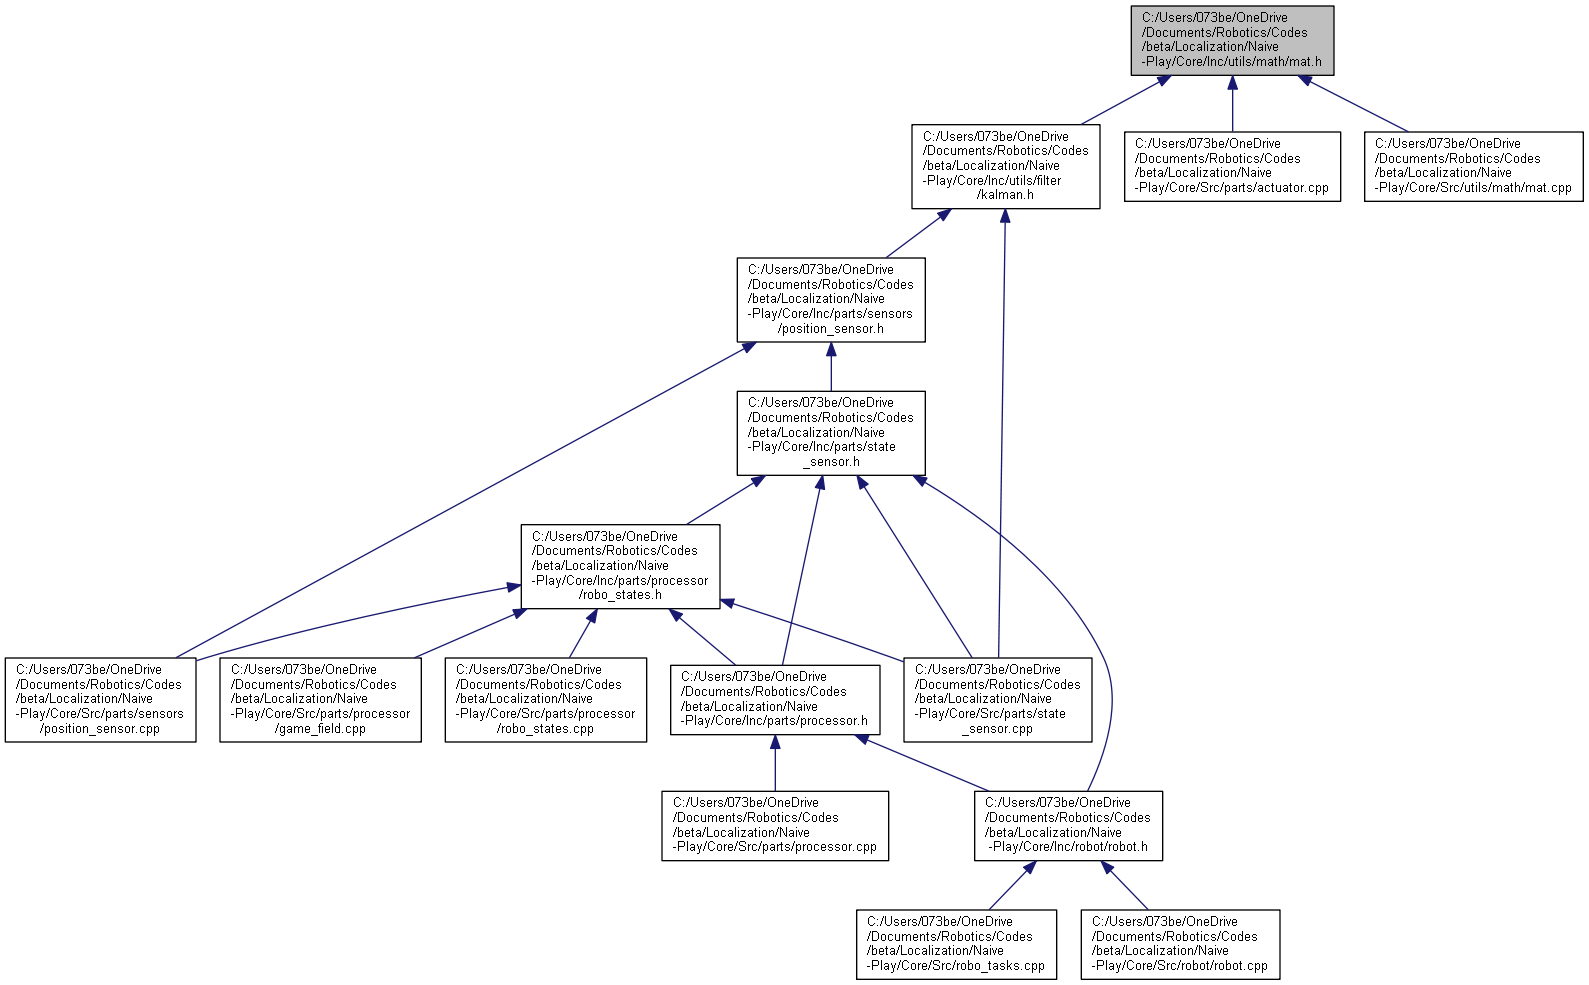 C:/Users/073be/OneDrive
/Documents/Robotics/Codes
/beta/Localization/Naive
-Play/Core/Inc/utils/math/mat.h
C:/Users/073be/OneDrive
/Documents/Robotics/Codes
/beta/Localization/Naive
-Play/Core/Inc/utils/filter
/kalman.h
C:/Users/073be/OneDrive
/Documents/Robotics/Codes
/beta/Localization/Naive
-Play/Core/Src/parts/actuator.cpp
C:/Users/073be/OneDrive
/Documents/Robotics/Codes
/beta/Localization/Naive
-Play/Core/Src/utils/math/mat.cpp
C:/Users/073be/OneDrive
/Documents/Robotics/Codes
/beta/Localization/Naive
-Play/Core/Inc/parts/sensors
/position_sensor.h
C:/Users/073be/OneDrive
/Documents/Robotics/Codes
/beta/Localization/Naive
-Play/Core/Inc/parts/state
_sensor.h
C:/Users/073be/OneDrive
/Documents/Robotics/Codes
/beta/Localization/Naive
-Play/Core/Inc/parts/processor
/robo_states.h
C:/Users/073be/OneDrive
/Documents/Robotics/Codes
/beta/Localization/Naive
-Play/Core/Src/parts/sensors
/position_sensor.cpp
C:/Users/073be/OneDrive
/Documents/Robotics/Codes
/beta/Localization/Naive
-Play/Core/Src/parts/processor
/game_field.cpp
C:/Users/073be/OneDrive
/Documents/Robotics/Codes
/beta/Localization/Naive
-Play/Core/Src/parts/processor
/robo_states.cpp
C:/Users/073be/OneDrive
/Documents/Robotics/Codes
/beta/Localization/Naive
-Play/Core/Inc/parts/processor.h
C:/Users/073be/OneDrive
/Documents/Robotics/Codes
/beta/Localization/Naive
-Play/Core/Src/parts/state
_sensor.cpp
C:/Users/073be/OneDrive
/Documents/Robotics/Codes
/beta/Localization/Naive
-Play/Core/Src/parts/processor.cpp
C:/Users/073be/OneDrive
/Documents/Robotics/Codes
/beta/Localization/Naive
-Play/Core/Inc/robot/robot.h
C:/Users/073be/OneDrive
/Documents/Robotics/Codes
/beta/Localization/Naive
-Play/Core/Src/robo_tasks.cpp
C:/Users/073be/OneDrive
/Documents/Robotics/Codes
/beta/Localization/Naive
-Play/Core/Src/robot/robot.cpp